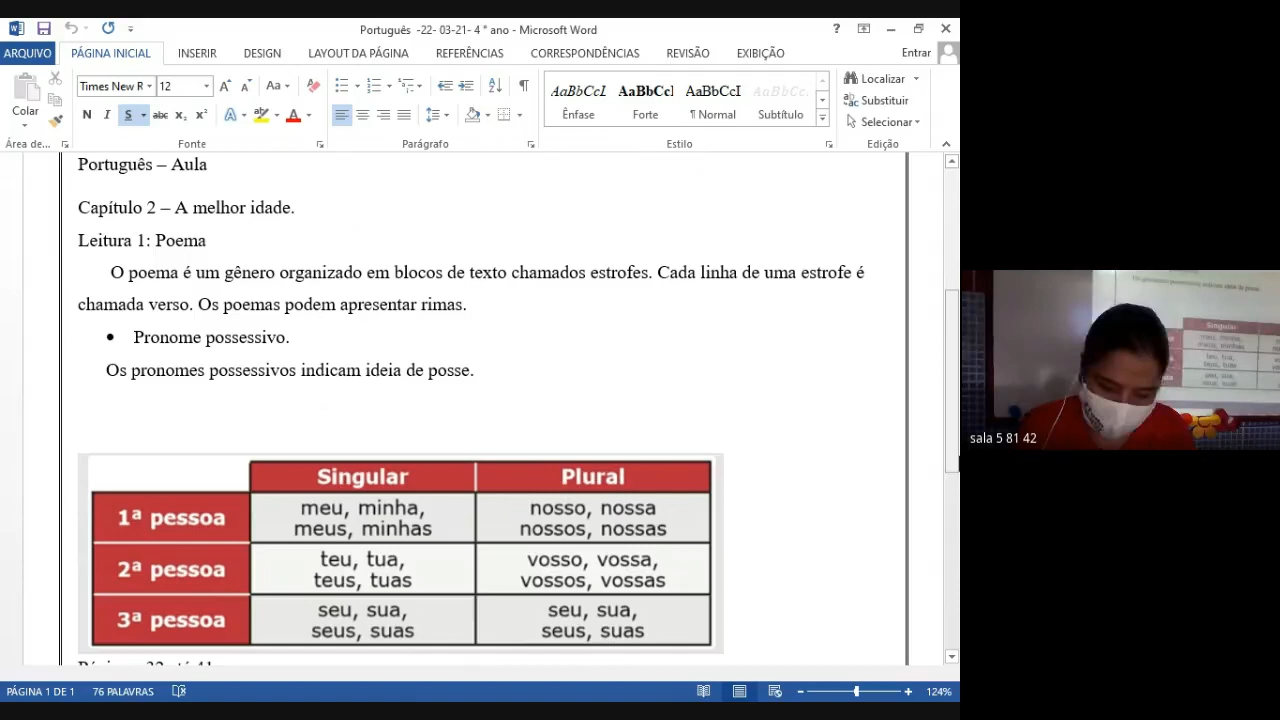 Português -22- 03-21- 4 * ano - Microsoft Word
ARQUIVO PÁGINA INICIAL INSERIR DESIGN LAYOUT DA PÁGINA REFERÊNCIAS CORRESPONDÊNCIAS REVISÃO EXIBIÇÃO Entrar
Times New R 12 Aa
Localizar
Substituir
Selecionar
Colar
N I S abc x₂ x² A A
AaBbCcI AaBbCcI AaBbCcI AaBbCc.
Ênfase Forte ¶ Normal Subtítulo
Área de... Fonte Parágrafo Estilo Edição
Português – Aula
Capítulo 2 – A melhor idade.
Leitura 1: Poema
O poema é um gênero organizado em blocos de texto chamados estrofes. Cada linha de uma estrofe é
chamada verso. Os poemas podem apresentar rimas.
• Pronome possessivo.
Os pronomes possessivos indicam ideia de posse.
Singular Plural
1ª pessoa
meu, minha,
meus, minhas
nosso, nossa
nossos, nossas
2ª pessoa
teu, tua,
teus, tuas
vosso, vossa,
vossos, vossas
3ª pessoa
seu, sua,
seus, suas
seu, sua,
seus, suas
sala 5 81 42
PÁGINA 1 DE 1 76 PALAVRAS 124%